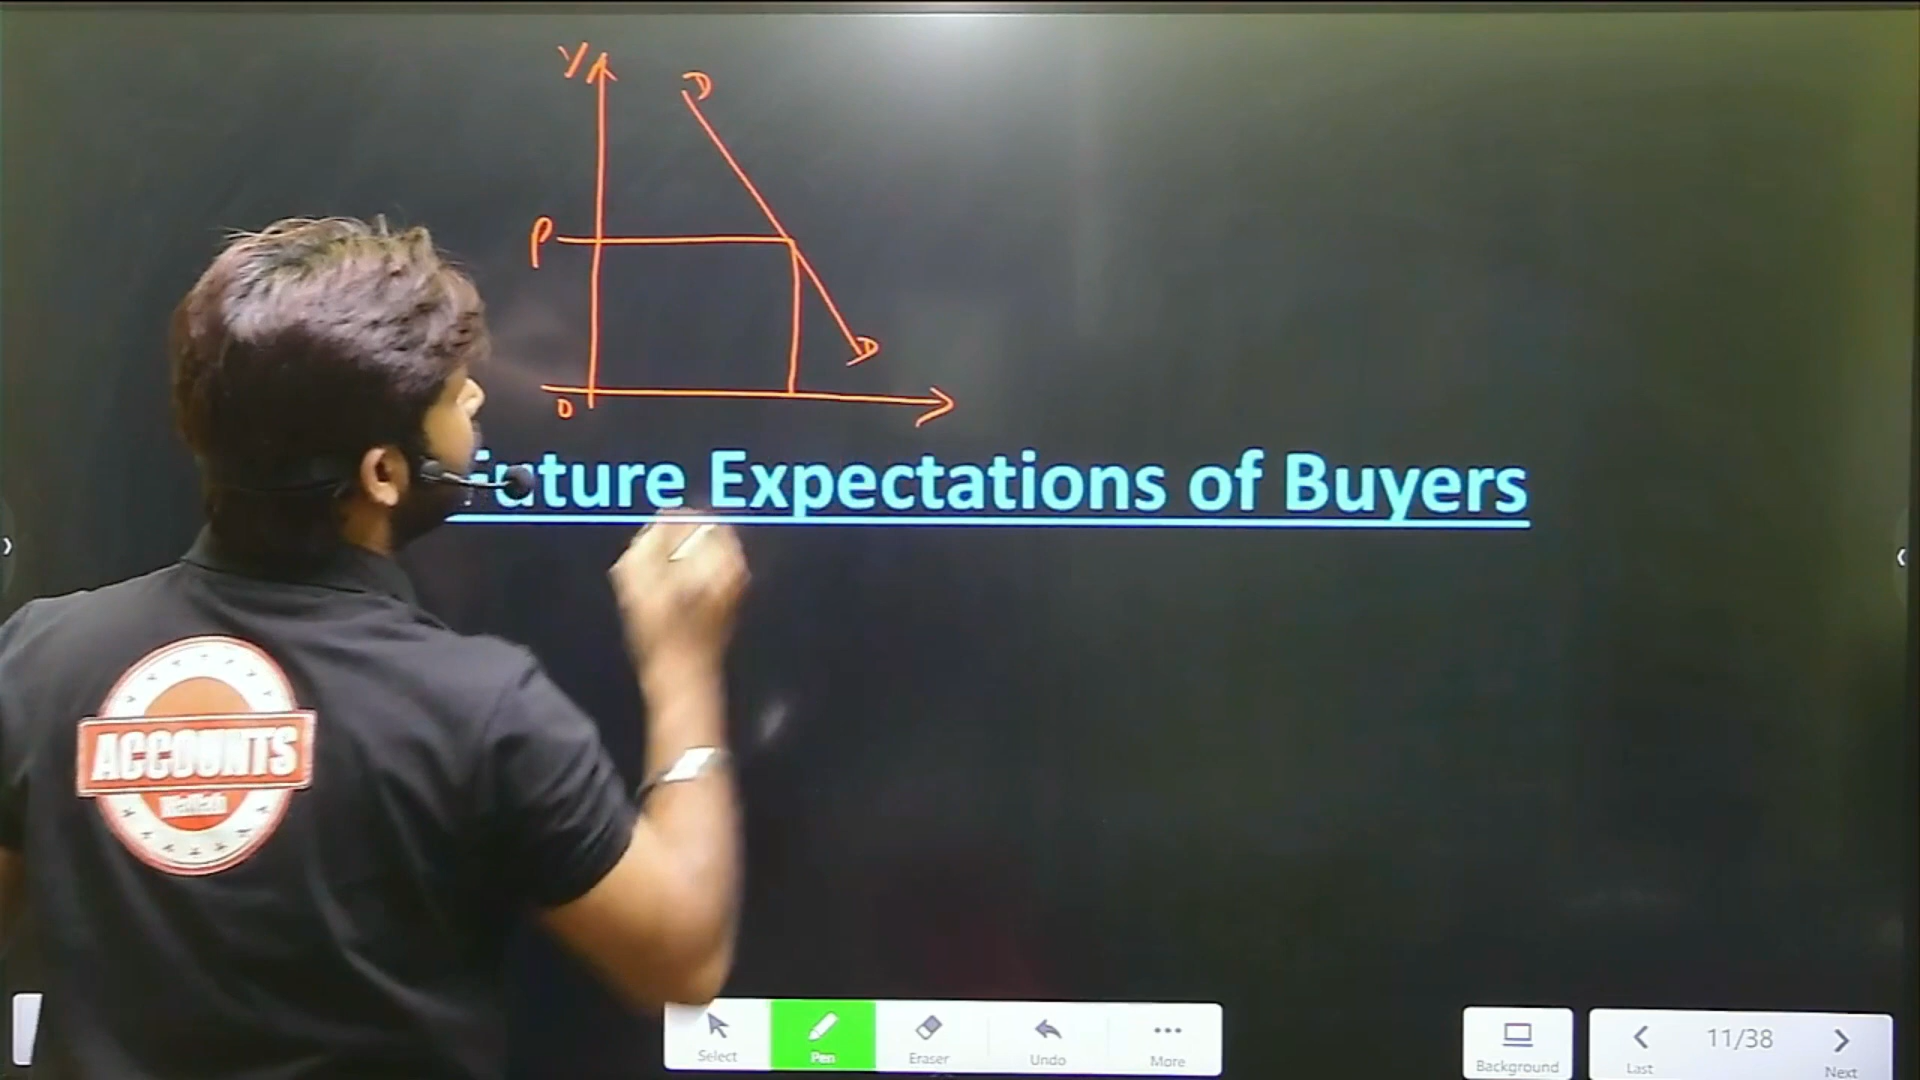 Y
D
P
D
O
Future Expectations of Buyers
ACCOUNTS
Select Pen Eraser Undo More
Background
Last 11/38 Next